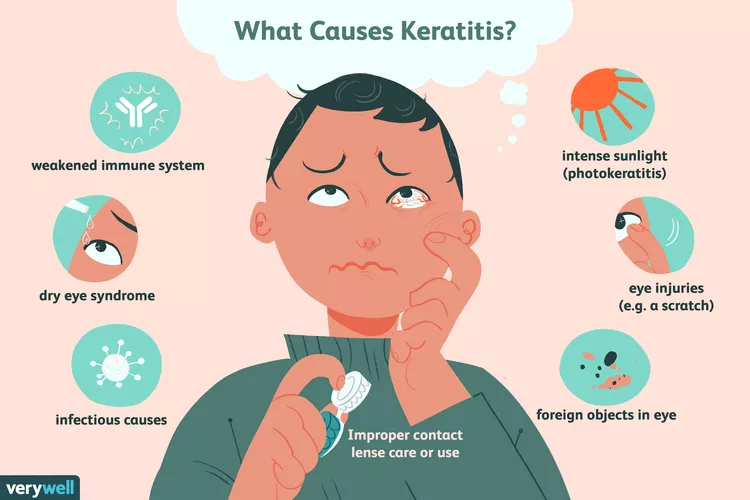 What Causes Keratitis?
weakened immune system
intense sunlight
(photokeratitis)
dry eye syndrome
eye injuries
(e.g. a scratch)
infectious causes
foreign objects in eye
Improper contact
lense care or use
verywell